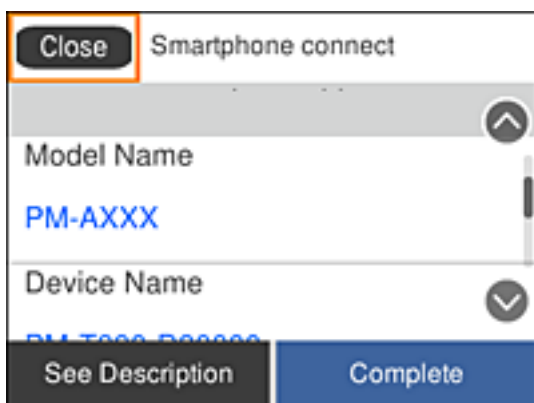 Close
Smartphone connect
Model Name
PM-AXXX
Device Name
See Description
Complete